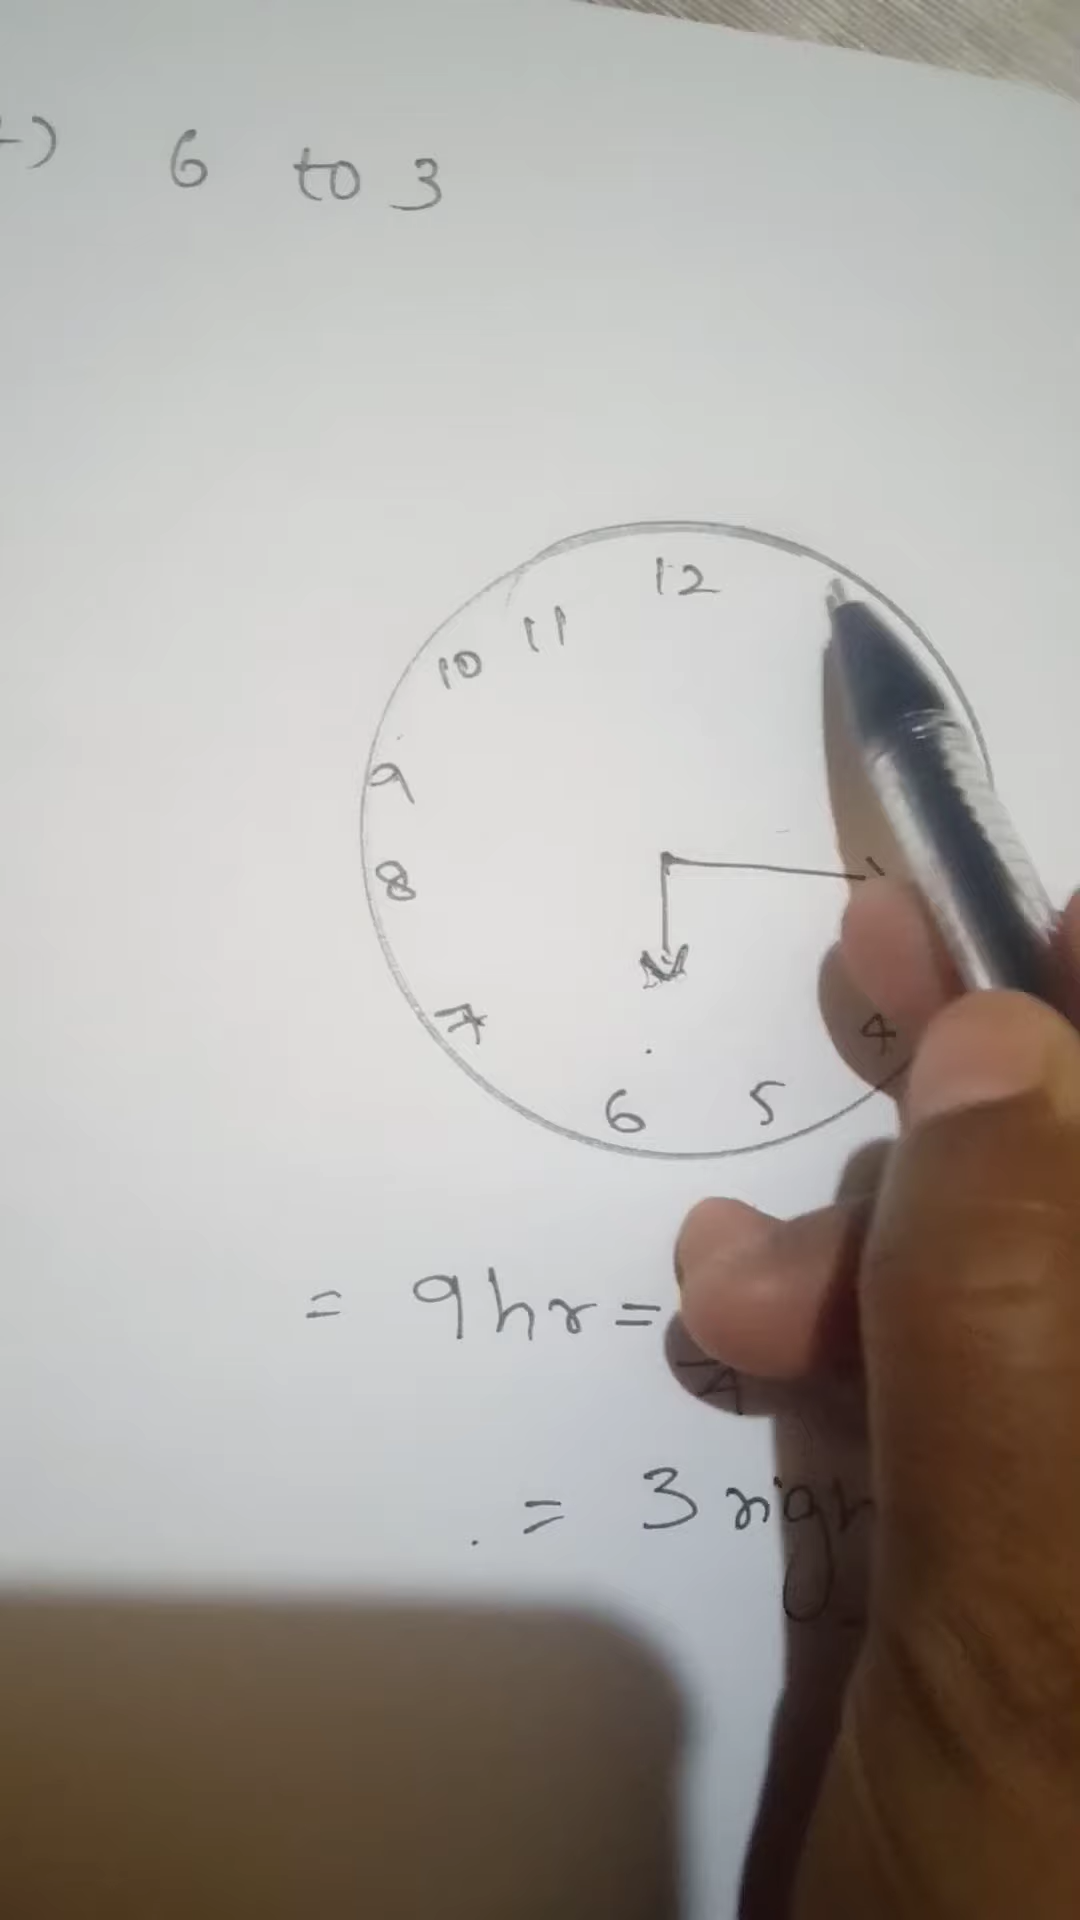 6 to 3
12
11
10
9
8
7
6 5 4
= 9hr =
= 3